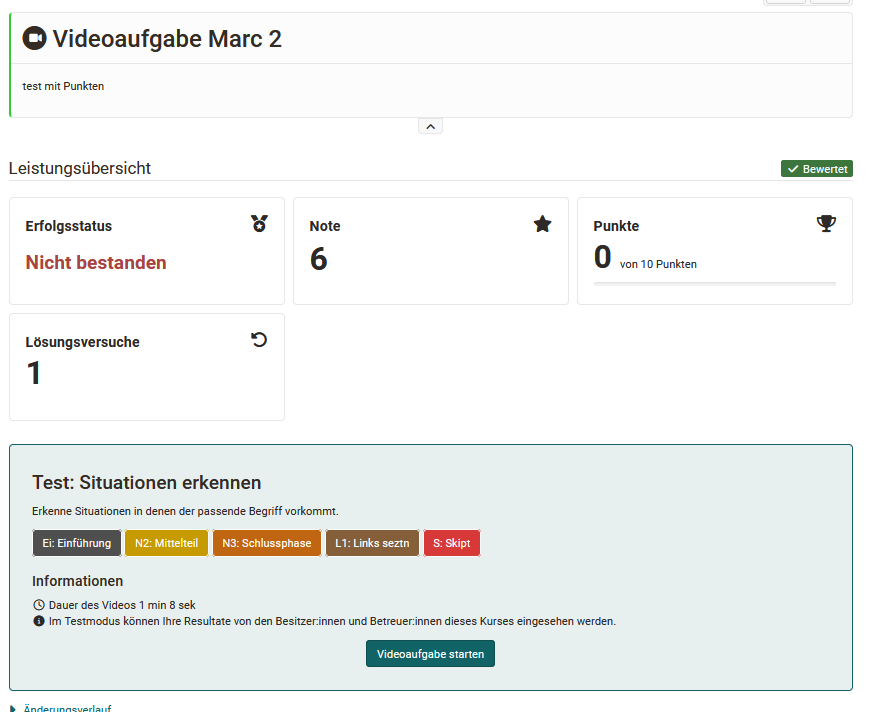 Videoaufgabe Marc 2
test mit Punkten
Leistungsübersicht
Bewertet
Erfolgsstatus
Nicht bestanden
Note
6
Punkte
0 von 10 Punkten
Lösungsversuche
1
Test: Situationen erkennen
Erkenne Situationen in denen der passende Begriff vorkommt.
Ei: Einführung N2: Mittelteil N3: Schlussphase L1: Links seztn S: Skipt
Informationen
Dauer des Videos 1 min 8 sek
Im Testmodus können Ihre Resultate von den Besitzer:innen und Betreuer:innen dieses Kurses eingesehen werden.
Videoaufgabe starten
Änderungsverlauf